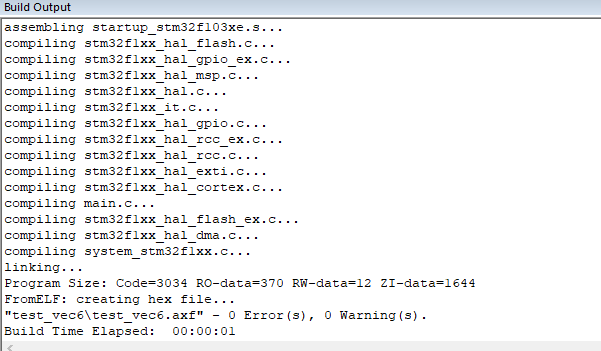 Build Output
assembling startup_stm32f103xe.s...
compiling stm32f1xx_hal_flash.c...
compiling stm32f1xx_hal_gpio_ex.c...
compiling stm32f1xx_hal_msp.c...
compiling stm32f1xx_hal.c...
compiling stm32f1xx_it.c...
compiling stm32f1xx_hal_gpio.c...
compiling stm32f1xx_hal_rcc_ex.c...
compiling stm32f1xx_hal_rcc.c...
compiling stm32f1xx_hal_exti.c...
compiling stm32f1xx_hal_cortex.c...
compiling main.c...
compiling stm32f1xx_hal_flash_ex.c...
compiling stm32f1xx_hal_dma.c...
compiling system_stm32f1xx.c...
linking...
Program Size: Code=3034 RO-data=370 RW-data=12 ZI-data=1644
FromELF: creating hex file...
"test_vec6\test_vec6.axf" - 0 Error(s), 0 Warning(s).
Build Time Elapsed:  00:00:01